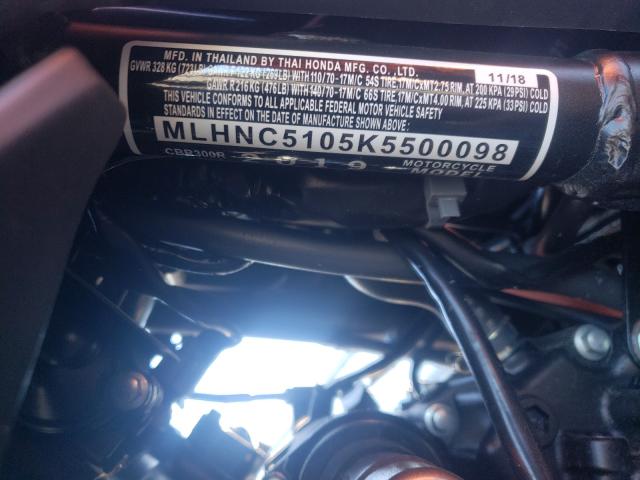 MFD. IN THAILAND BY THAI HONDA MFG. CO., LTD.
GVWR 328 KG (723LB) GAWR F 122 KG (269LB) WITH 110/70-17M/C 54S TIRE, 17M/CxMT2.75 RIM, AT 200 KPA (29PSI) COLD
GAWR R 216 KG (476LB) WITH 140/70-17M/C 66S TIRE, 17M/CxMT4.00 RIM, AT 225 KPA (33PSI) COLD
THIS VEHICLE CONFORMS TO ALL APPLICABLE FEDERAL MOTOR VEHICLE SAFETY
STANDARDS IN EFFECT ON THE DATE OF MANUFACTURE SHOWN ABOVE:
11/18
MLHNC5105K5500098
CBR300R 2019 MOTORCYCLE
MODEL